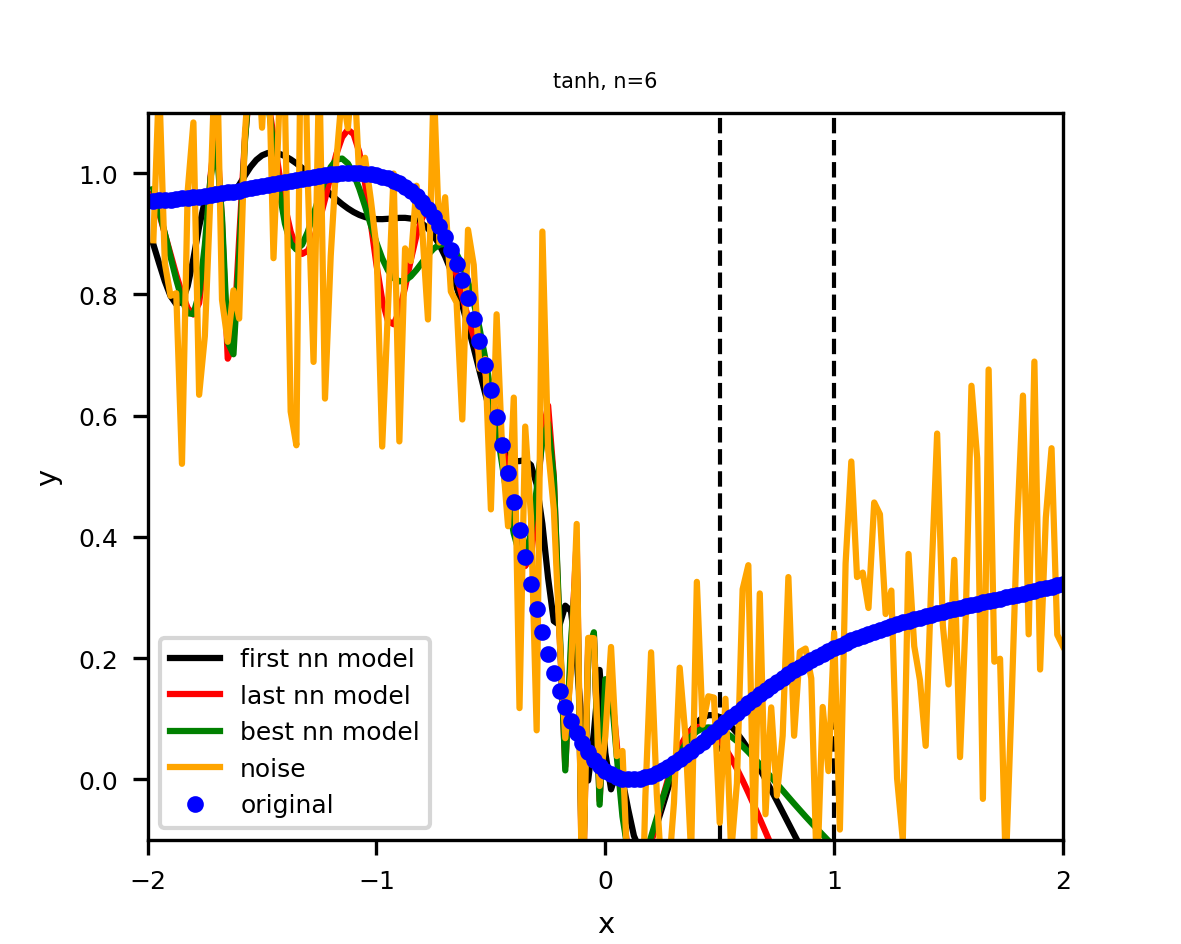 tanh, n=6
1.0
0.8
0.6
0.4
0.2
0.0
y
first nn model
last nn model
best nn model
noise
original
−2
−1
0
1
2
x